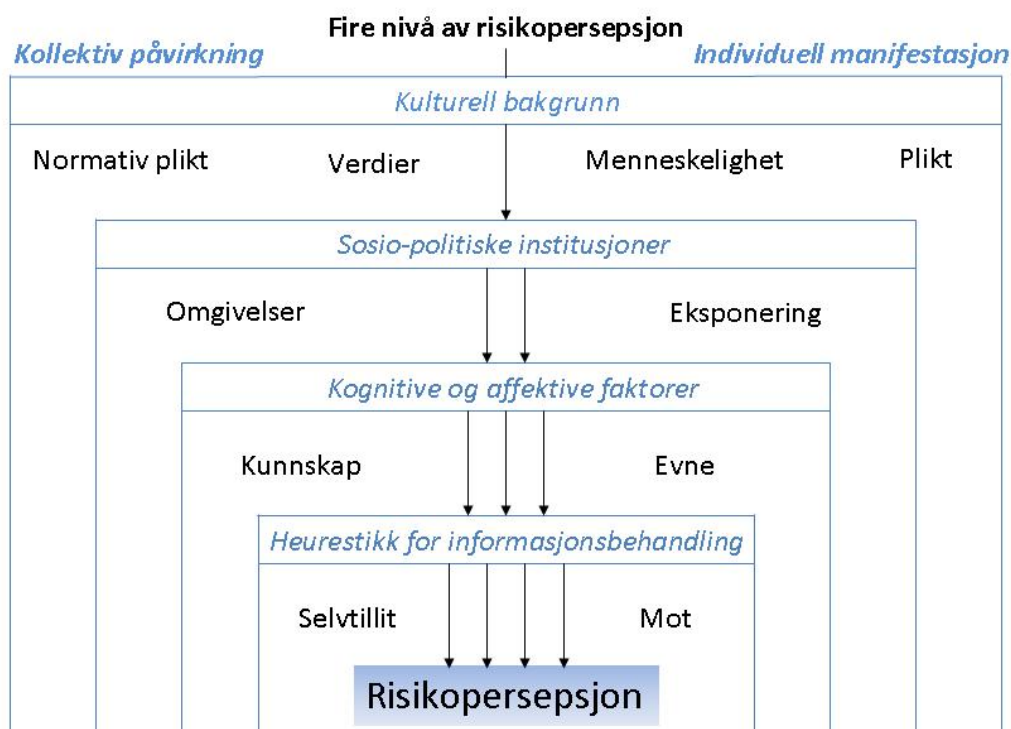 Fire nivå av risikopersepsjon
Kollektiv påvirkning
Individuell manifestasjon
Kulturell bakgrunn
Normativ plikt
Verdier
Menneskelighet
Plikt
Sosio-politiske institusjoner
Omgivelser
Eksponering
Kognitive og affektive faktorer
Kunnskap
Evne
Heurestikk for informasjonsbehandling
Selvtillit
Mot
Risikopersepsjon